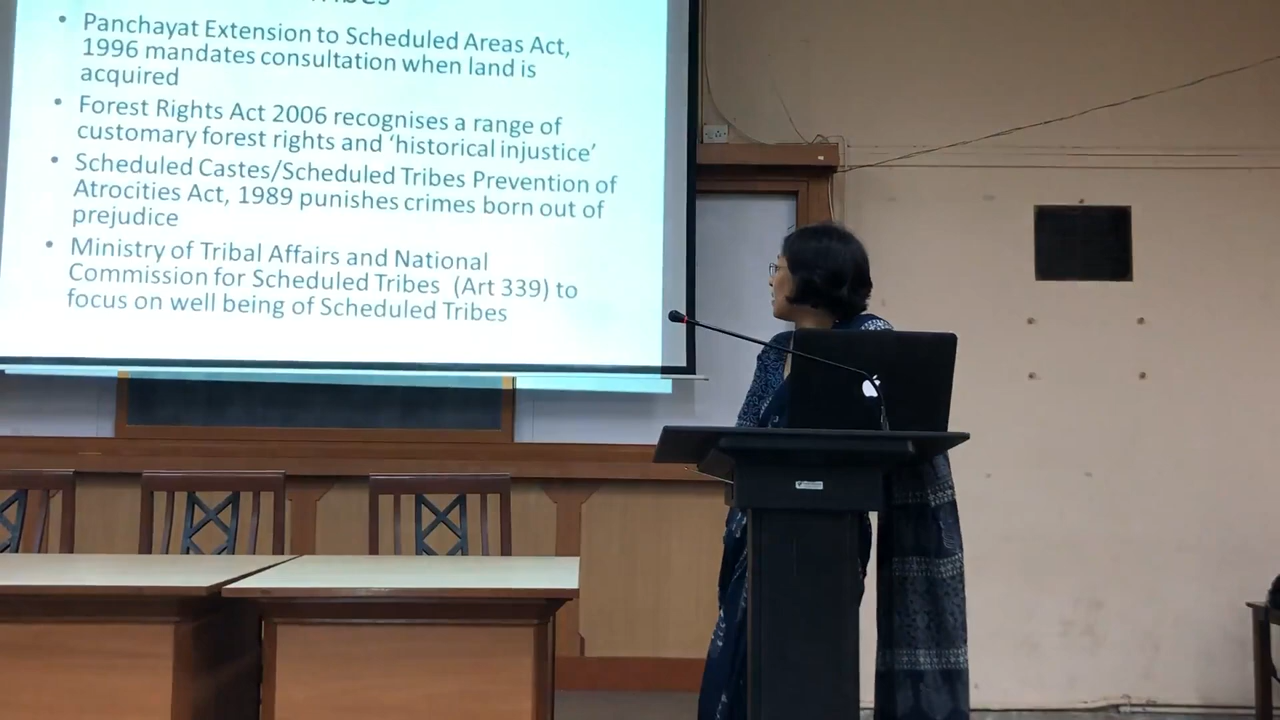 • Panchayat Extension to Scheduled Areas Act,
1996 mandates consultation when land is
acquired
• Forest Rights Act 2006 recognises a range of
customary forest rights and ‘historical injustice’
• Scheduled Castes/Scheduled Tribes Prevention of
Atrocities Act, 1989 punishes crimes born out of
prejudice
• Ministry of Tribal Affairs and National
Commission for Scheduled Tribes (Art 339) to
focus on well being of Scheduled Tribes